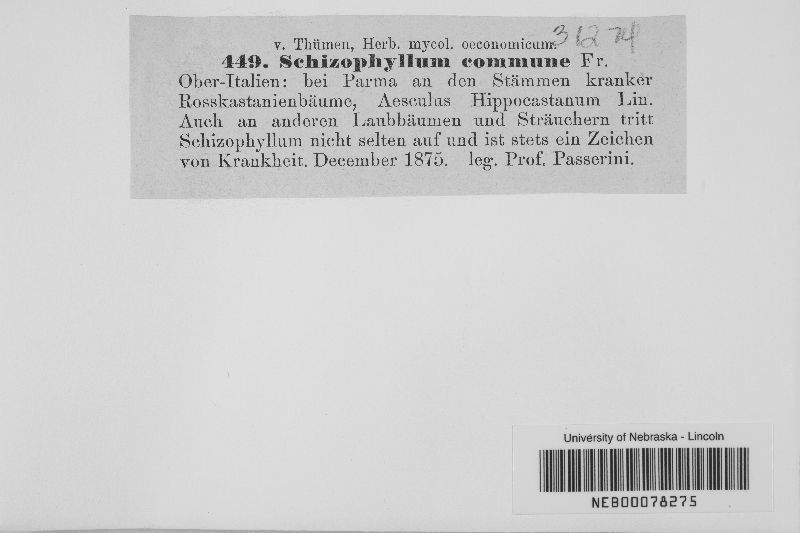 v. Thümen, Herb. mycol. oeconomicum.
449. Schizophyllum commune Fr.
Ober-Italien: bei Parma an den Stämmen kranker
Rosskastanienbäume, Aesculus Hippocastanum Lin.
Auch an anderen Laubbäumen und Sträuchern tritt
Schizophyllum nicht selten auf und ist stets ein Zeichen
von Krankheit. December 1875. leg. Prof. Passerini.
University of Nebraska - Lincoln
NEB00078275